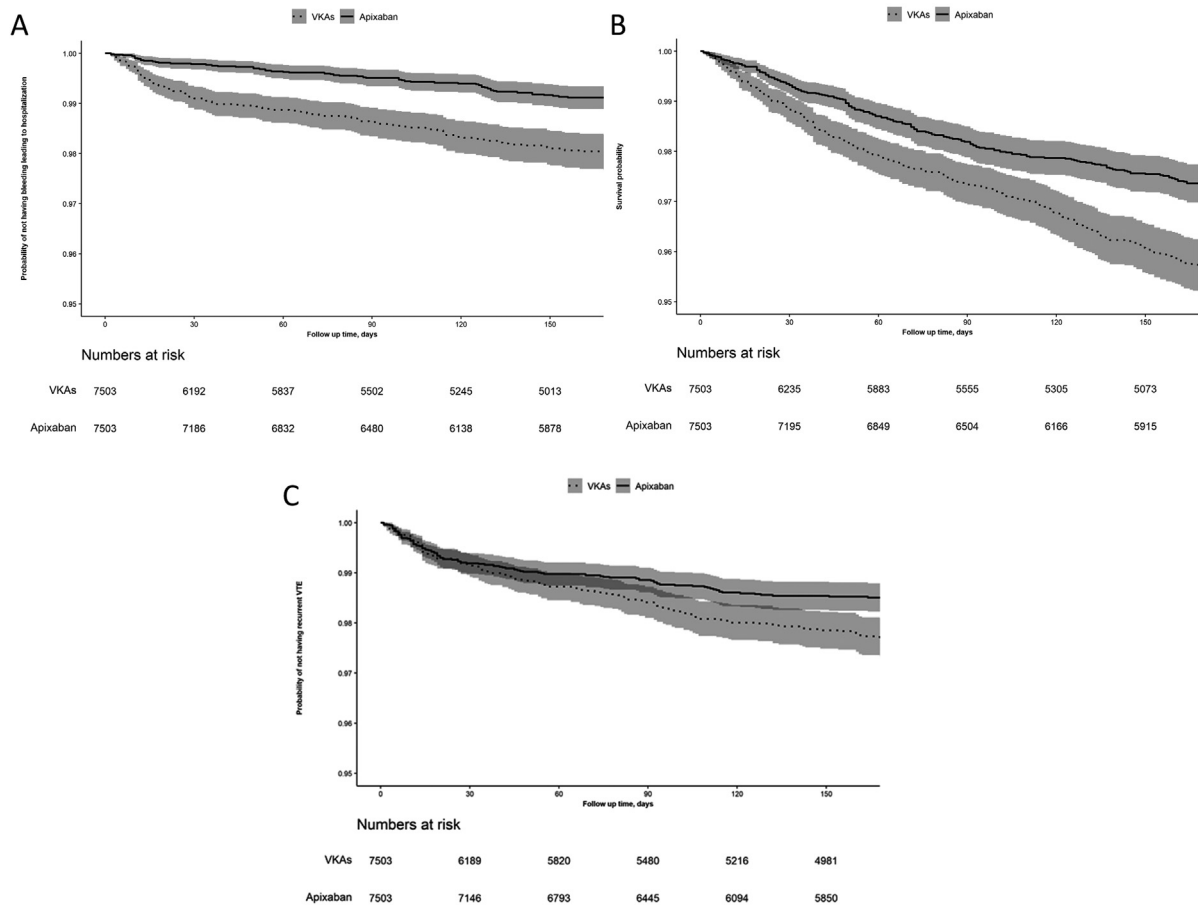 A
VKAs Apixaban
Probability of not having bleeding leading to hospitalization
1.00
0.99
0.98
0.97
0.96
0.95
0 30 60 90 120 150
Follow up time, days
Numbers at risk
VKAs 7503 6192 5837 5502 5245 5013
Apixaban 7503 7186 6832 6480 6138 5878
B
VKAs Apixaban
Survival probability
1.00
0.99
0.98
0.97
0.96
0.95
0 30 60 90 120 150
Follow up time, days
Numbers at risk
VKAs 7503 6235 5883 5555 5305 5073
Apixaban 7503 7195 6849 6504 6166 5915
C
VKAs Apixaban
Probability of not having recurrent VTE
1.00
0.99
0.98
0.97
0.96
0.95
0 30 60 90 120 150
Follow up time, days
Numbers at risk
VKAs 7503 6189 5820 5480 5216 4981
Apixaban 7503 7146 6793 6445 6094 5850